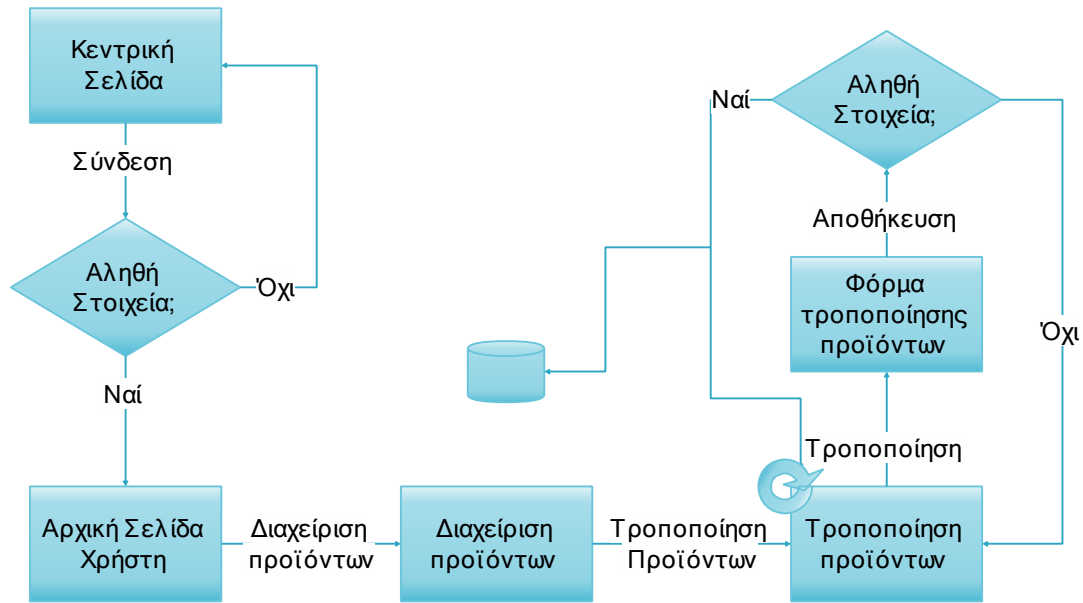 Κεντρική
Σελίδα
Σύνδεση
Αληθή
Στοιχεία;
Όχι
Ναί
Αρχική Σελίδα
Χρήστη
Διαχείριση
προϊόντων
Διαχείριση
προϊόντων
Τροποποίηση
Προϊόντων
Τροποποίηση
προϊόντων
Τροποποίηση
Φόρμα
τροποποίησης
προϊόντων
Αποθήκευση
Αληθή
Στοιχεία;
Ναί
Όχι